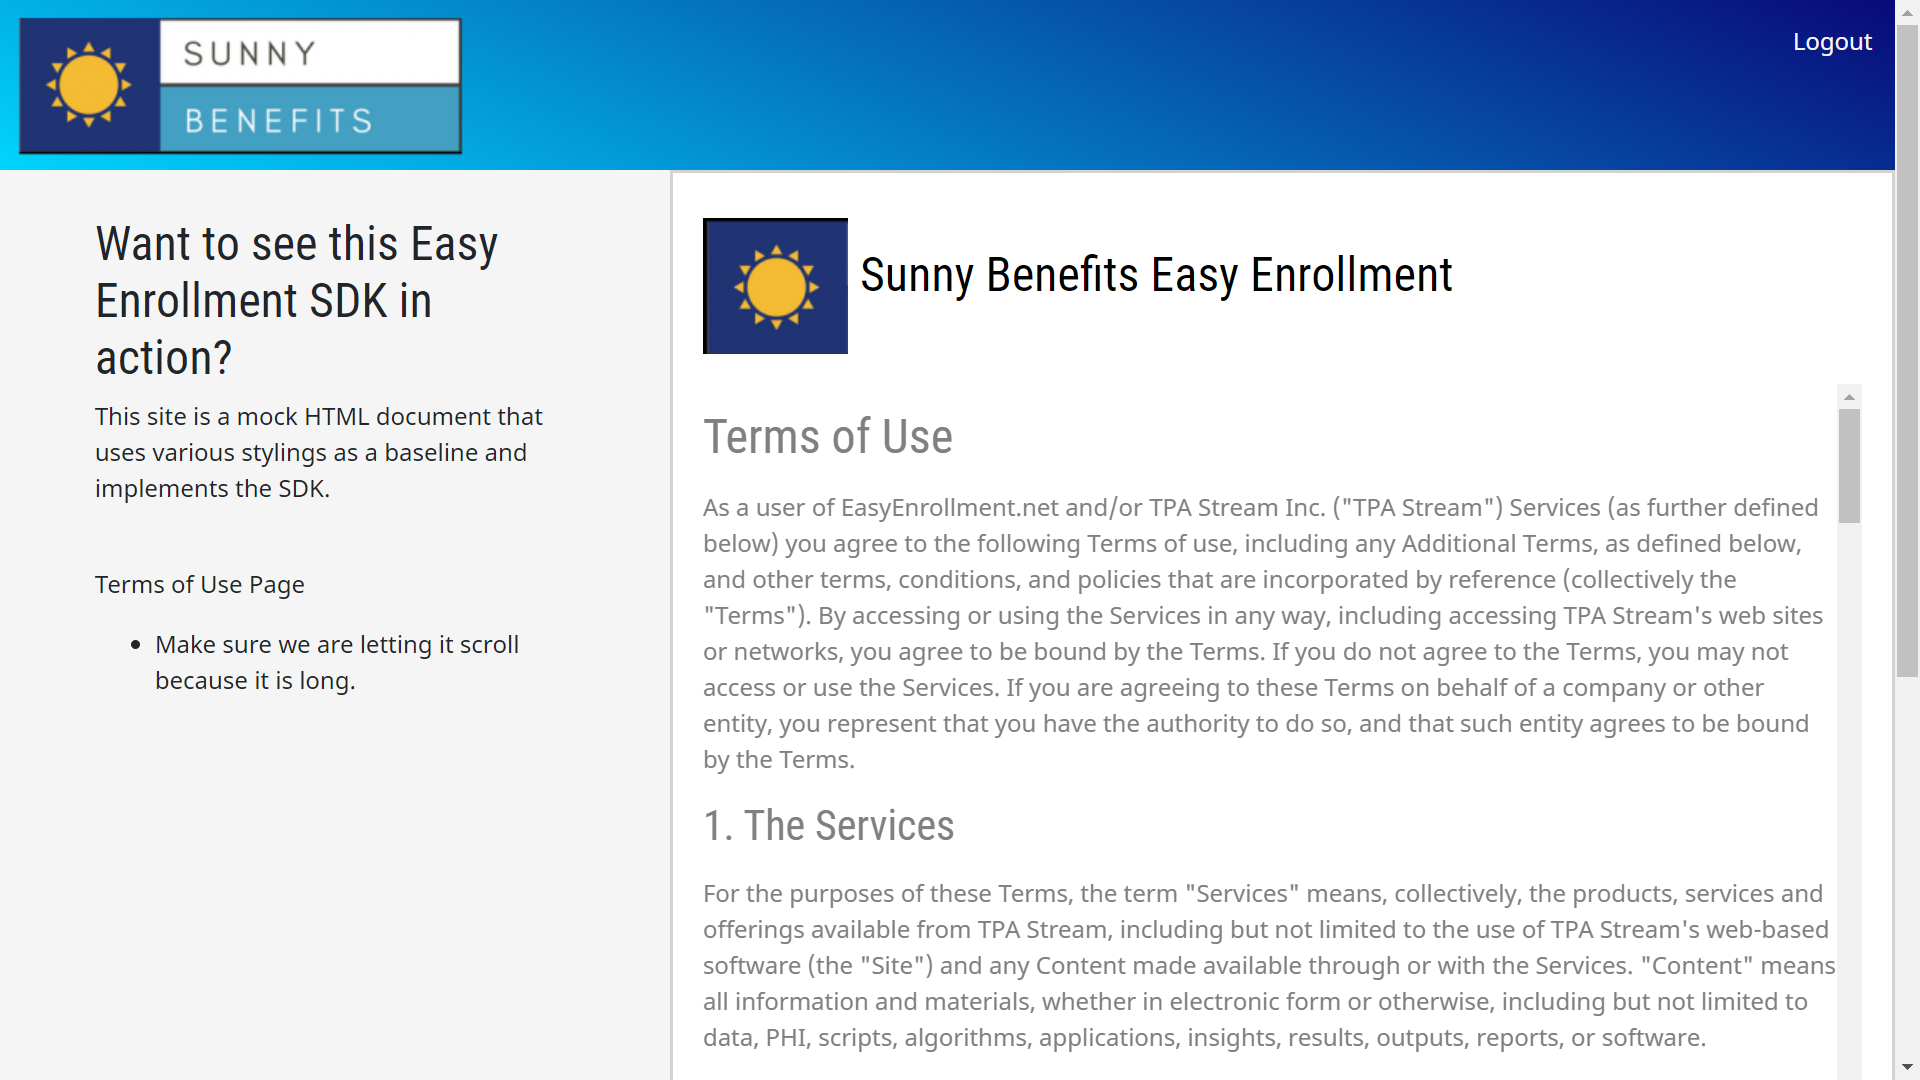 SUNNY
BENEFITS
Logout
Want to see this Easy
Enrollment SDK in
action?
This site is a mock HTML document that
uses various stylings as a baseline and
implements the SDK.
Terms of Use Page
Make sure we are letting it scroll
because it is long.
Sunny Benefits Easy Enrollment
Terms of Use
As a user of EasyEnrollment.net and/or TPA Stream Inc. ("TPA Stream") Services (as further defined
below) you agree to the following Terms of use, including any Additional Terms, as defined below,
and other terms, conditions, and policies that are incorporated by reference (collectively the
"Terms"). By accessing or using the Services in any way, including accessing TPA Stream's web sites
or networks, you agree to be bound by the Terms. If you do not agree to the Terms, you may not
access or use the Services. If you are agreeing to these Terms on behalf of a company or other
entity, you represent that you have the authority to do so, and that such entity agrees to be bound
by the Terms.
1. The Services
For the purposes of these Terms, the term "Services" means, collectively, the products, services and
offerings available from TPA Stream, including but not limited to the use of TPA Stream's web-based
software (the "Site") and any Content made available through or with the Services. "Content" means
all information and materials, whether in electronic form or otherwise, including but not limited to
data, PHI, scripts, algorithms, applications, insights, results, outputs, reports, or software.